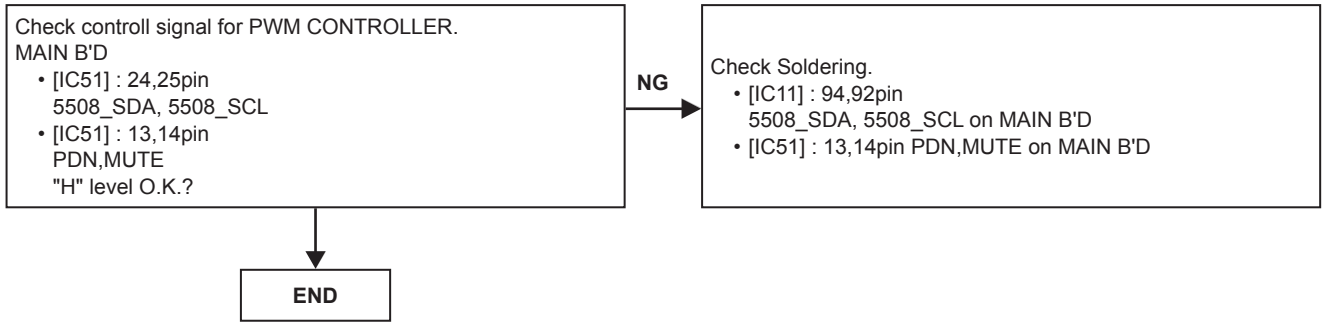 Check controll signal for PWM CONTROLLER.
MAIN B'D
• [IC51] : 24,25pin
5508_SDA, 5508_SCL
• [IC51] : 13,14pin
PDN,MUTE
"H" level O.K.?
NG
Check Soldering.
• [IC11] : 94,92pin
5508_SDA, 5508_SCL on MAIN B'D
• [IC51] : 13,14pin PDN,MUTE on MAIN B'D
END